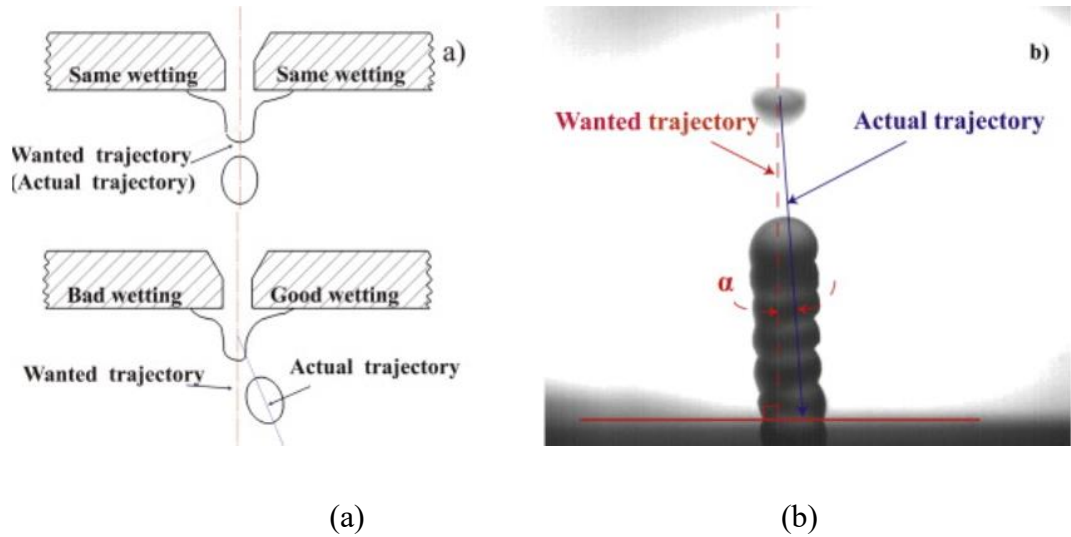 a)
Same wetting
Same wetting
Wanted trajectory
(Actual trajectory)
Bad wetting
Good wetting
Wanted trajectory
Actual trajectory
b)
Wanted trajectory
Actual trajectory
α
(a)
(b)